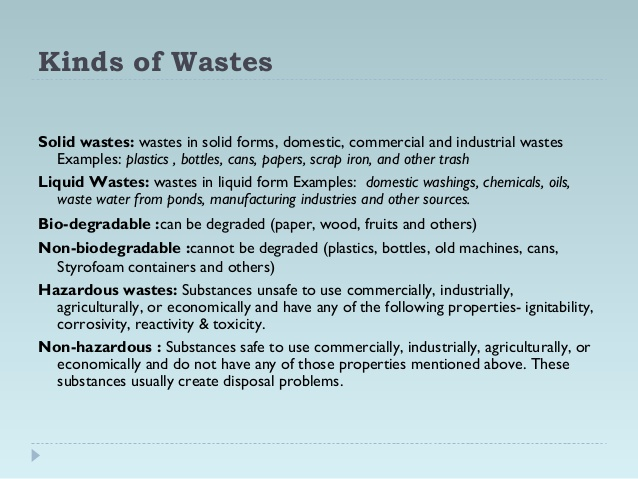 Kinds of Wastes
Solid wastes: wastes in solid forms, domestic, commercial and industrial wastes
Examples: plastics , bottles, cans, papers, scrap iron, and other trash
Liquid Wastes: wastes in liquid form Examples: domestic washings, chemicals, oils,
waste water from ponds, manufacturing industries and other sources.
Bio-degradable :can be degraded (paper, wood, fruits and others)
Non-biodegradable :cannot be degraded (plastics, bottles, old machines, cans,
Styrofoam containers and others)
Hazardous wastes: Substances unsafe to use commercially, industrially,
agriculturally, or economically and have any of the following properties- ignitability,
corrosivity, reactivity & toxicity.
Non-hazardous : Substances safe to use commercially, industrially, agriculturally, or
economically and do not have any of those properties mentioned above. These
substances usually create disposal problems.